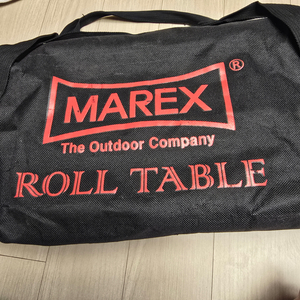 MAREX®
The Outdoor Company
ROLL TABLE